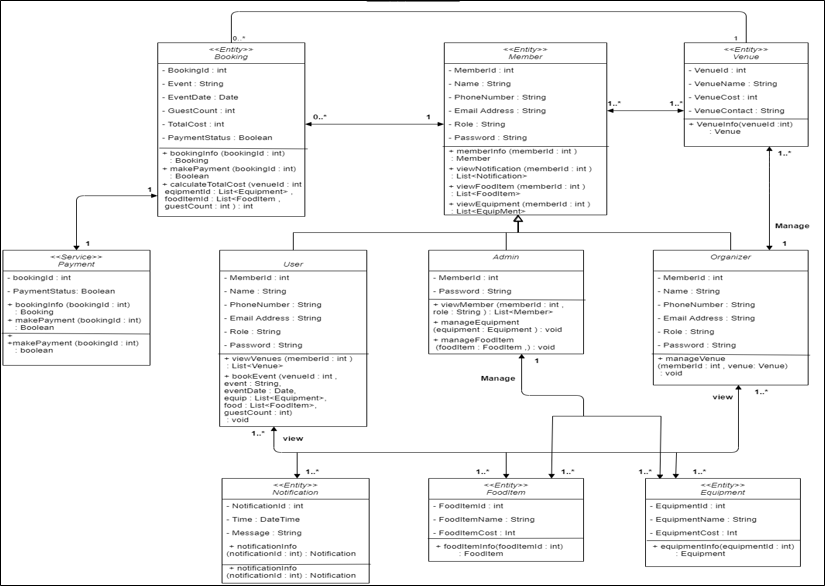 0..*
1
<<Entity>>
Booking
- BookingId : int
- Event : String
- EventDate : Date
- GuestCount : int
- TotalCost : int
- PaymentStatus : Boolean
+ bookingInfo (bookingId : int)
: Booking
+ makePayment (bookingId : int)
: Boolean
+ calculateTotalCost (venueId : int
eqipmentId : List<Equipment> ,
foodItemId : List<FoodItem ,
guestCount : int ) : int
0..*
1
<<Entity>>
Member
- MemberId : int
- Name : String
- PhoneNumber : String
- Email Address : String
- Role : String
- Password : String
+ memberInfo (memberId : int )
: Member
+ viewNotification (memberId : int )
: List<Notification>
+ viewFoodItem (memberId : int )
: List<FoodItem>
+ viewEquipment (memberId : int )
: List<EquipMent>
1..*
1..*
<<Entity>>
Venue
- VenueId : int
- VenueName : String
- VenueCost : int
- VenueContact : String
+ VenueInfo(venueId :int)
: Venue
1..*
Manage
1
1
1
<<Service>>
Payment
- bookingId : int
- PaymentStatus: Boolean
+ bookingInfo (bookingId : int)
: Booking
+ makePayment (bookingId : int)
: Boolean
+
+makePayment (bookingId : int)
: boolean
User
- MemberId : int
- Name : String
- PhoneNumber : String
- Email Address : String
- Role : String
- Password : String
+ viewVenues (memberId : int )
: List<Venue>
+ bookEvent (venueId : int ,
event : String,
eventDate : Date,
equip : List<Equipment>,
food : List<FoodItem>,
guestCount : int)
: void
Admin
- MemberId : int
- Password : String
+ viewMember (memberId : int ,
role : String ) : List<Member>
+ manageEquipment
(equipment : Equipment ) : void
+ manageFoodItem
(foodItem : FoodItem ,) : void
1
Manage
Organizer
- MemberId : int
- Name : String
- PhoneNumber : String
- Email Address : String
- Role : String
- Password : String
+ manageVenue
(memberId : int , venue: Venue)
: void
view
1..*
1..*
view
1..*
1..*
1..*
1..*
1..*
<<Entity>>
Notification
- NotificationId : int
- Time : DateTime
- Message : String
+ notificationInfo
(notificationId : int) : Notification
+ notificationInfo
(notificationId : int) : Notification
<<Entity>>
FoodItem
- FoodItemId : int
- FoodItemName : String
- FoodItemCost : Int
+ foodItemInfo(foodItemId : int)
: FoodItem
<<Entity>>
Equipment
- EquipmentId : int
- EquipmentName : String
- EquipmentCost : Int
+ equipmentInfo(equipmentId : int)
: Equipment